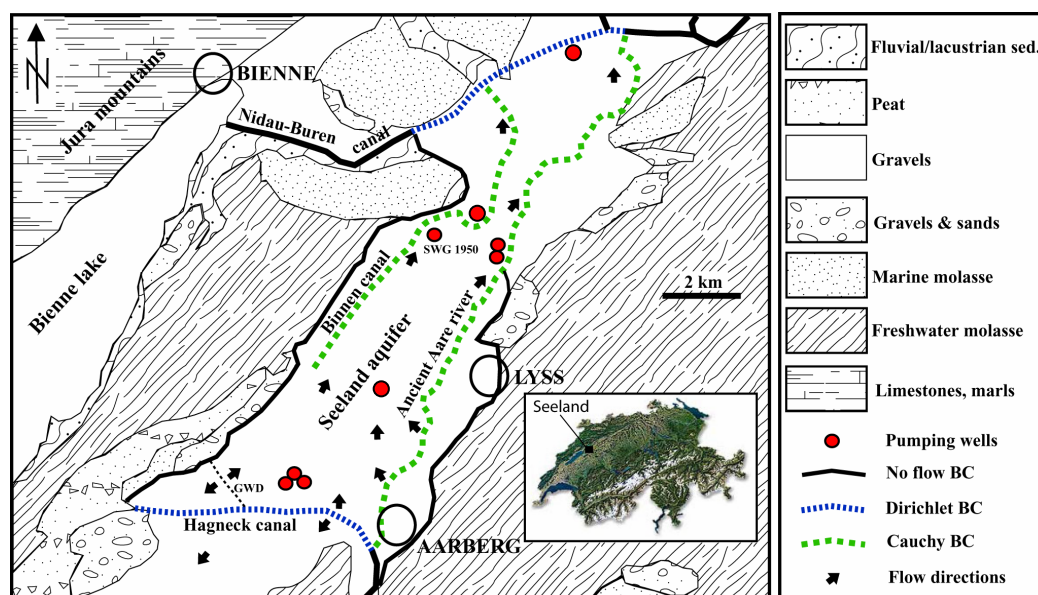 N
Jura mountains
BIENNE
Nidau-Buren
canal
Bienne lake
Binnen canal
SWG 1950
Seeland aquifer
Ancient Aare river
2 km
LYSS
Seeland
GWD
Hagneck canal
AARBERG
Fluvial/lacustrian sed.
Peat
Gravels
Gravels & sands
Marine molasse
Freshwater molasse
Limestones, marls
Pumping wells
No flow BC
Dirichlet BC
Cauchy BC
Flow directions